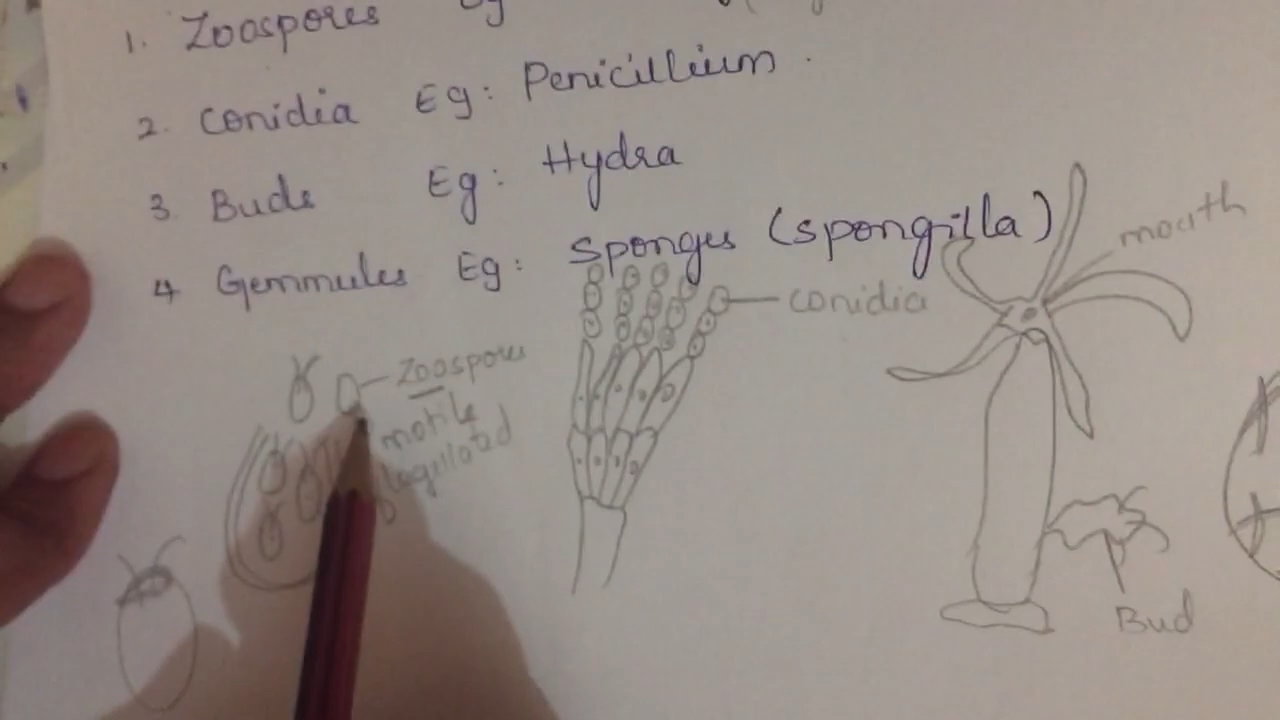 1. Zoospores Eg
2. Conidia Eg: Penicillium.
3. Buds Eg: Hydra
4 Gemmules Eg: Sponges (spongilla)
mouth
conidia
Zoospores
motile
Bud